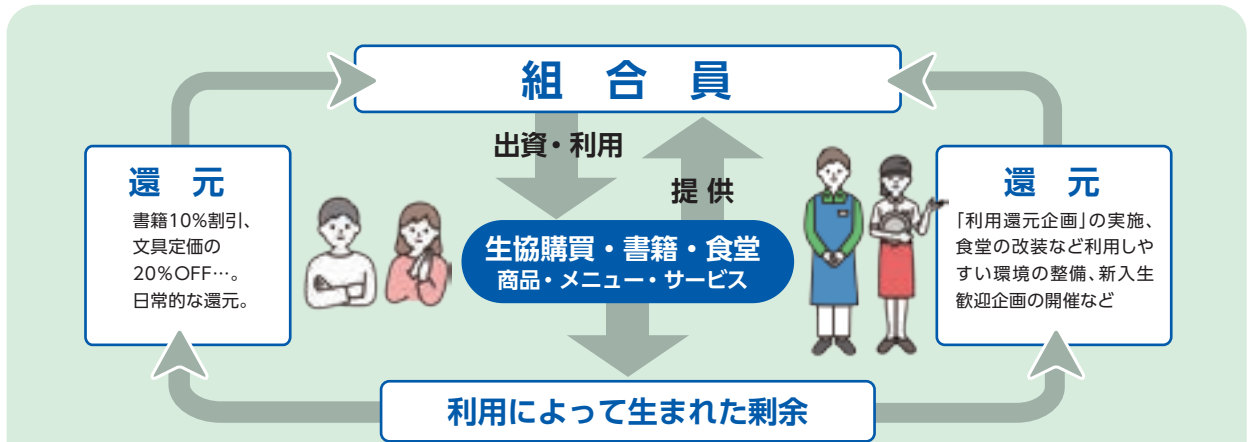 組 合 員
出資・利用
提 供
還 元
書籍10%割引、
文具定価の
20%OFF…。
日常的な還元。
生協購買・書籍・食堂
商品・メニュー・サービス
還 元
「利用還元企画」の実施、
食堂の改装など利用しや
すい環境の整備、新入生
歓迎企画の開催など
利用によって生まれた剰余